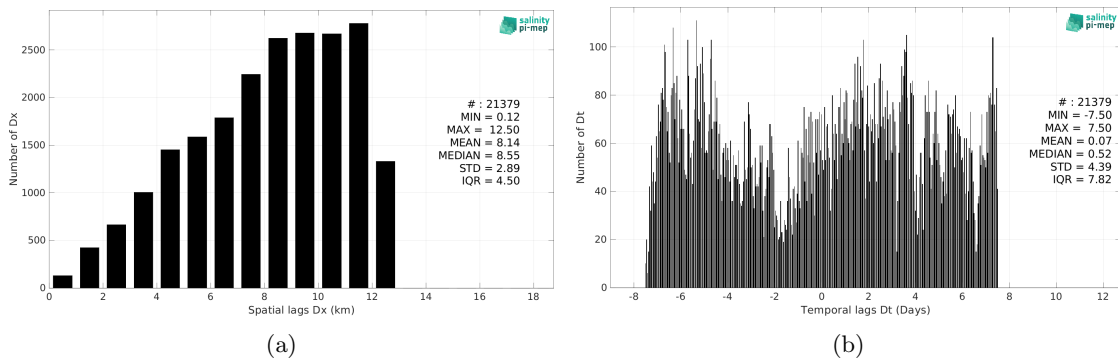 salinity
pi-mep
2500
2000
1500
1000
500
0
Number of Dx
# : 21379
MIN = 0.12
MAX = 12.50
MEAN = 8.14
MEDIAN = 8.55
STD = 2.89
IQR = 4.50
0 2 4 6 8 10 12 14 16 18
Spatial lags Dx (km)
(a)
salinity
pi-mep
100
80
60
40
20
0
Number of Dt
# : 21379
MIN = -7.50
MAX = 7.50
MEAN = 0.07
MEDIAN = 0.52
STD = 4.39
IQR = 7.82
-8 -6 -4 -2 0 2 4 6 8 10 12
Temporal lags Dt (Days)
(b)